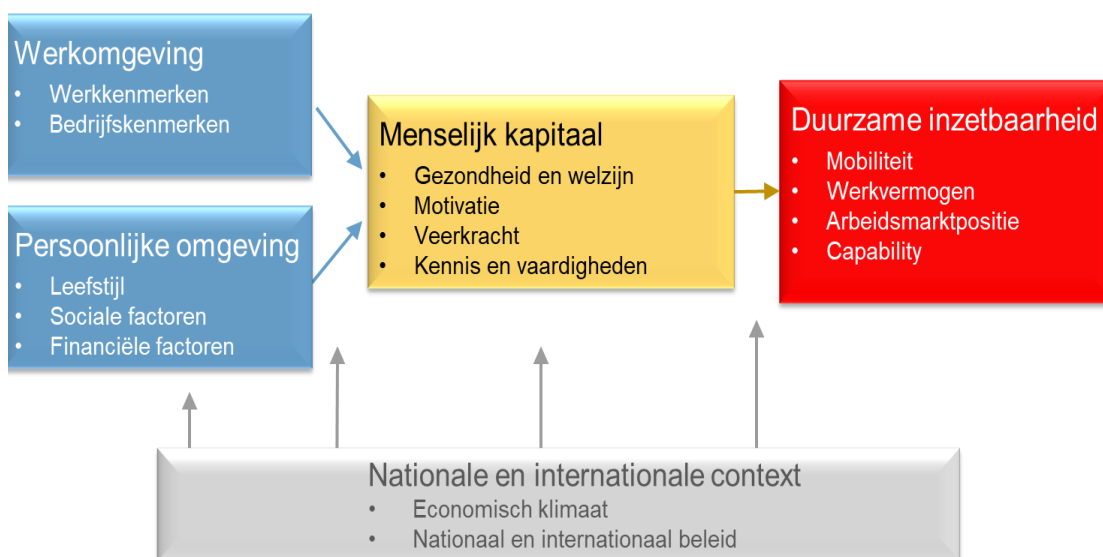 Werkomgeving
• Werkkenmerken
• Bedrijfskenmerken
Persoonlijke omgeving
• Leefstijl
• Sociale factoren
• Financiële factoren
Menselijk kapitaal
• Gezondheid en welzijn
• Motivatie
• Veerkracht
• Kennis en vaardigheden
Duurzame inzetbaarheid
• Mobiliteit
• Werkvermogen
• Arbeidsmarktpositie
• Capability
Nationale en internationale context
• Economisch klimaat
• Nationaal en internationaal beleid